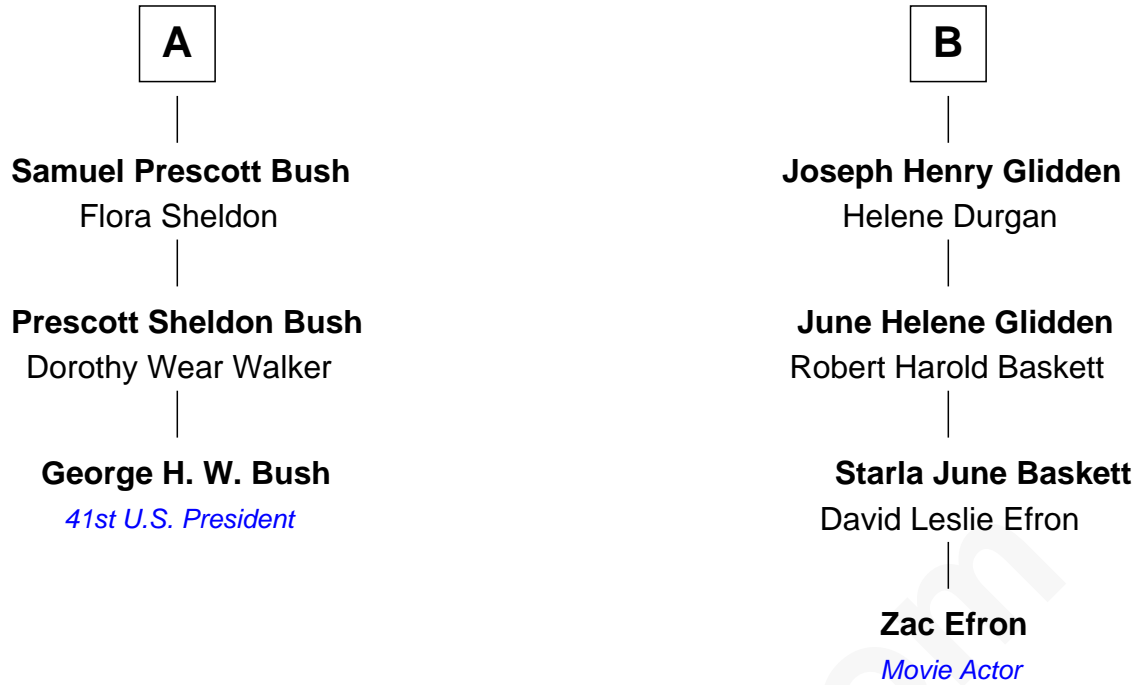 A
Samuel Prescott Bush
Flora Sheldon
Prescott Sheldon Bush
Dorothy Wear Walker
George H. W. Bush
41st U.S. President
B
Joseph Henry Glidden
Helene Durgan
June Helene Glidden
Robert Harold Baskett
Starla June Baskett
David Leslie Efron
Zac Efron
Movie Actor
om